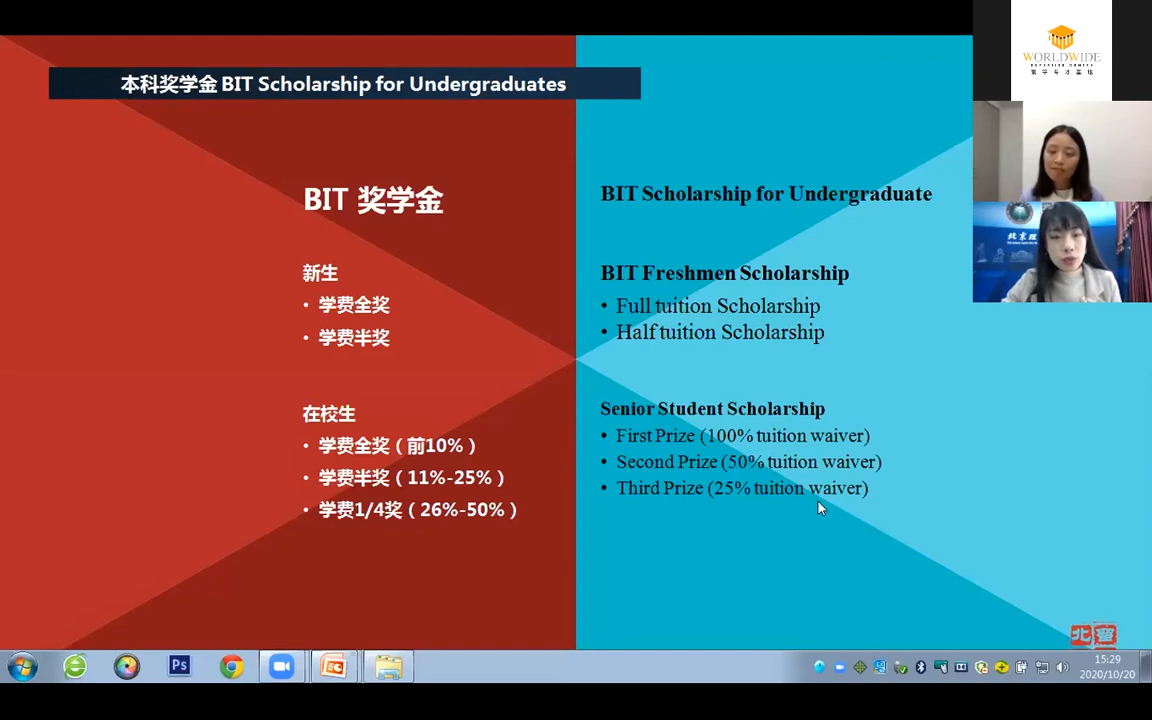 本科奖学金 BIT Scholarship for Undergraduates
BIT 奖学金
新生
• 学费全奖
• 学费半奖
在校生
• 学费全奖（前10%）
• 学费半奖（11%-25%）
• 学费1/4奖（26%-50%）
BIT Scholarship for Undergraduate
BIT Freshmen Scholarship
• Full tuition Scholarship
• Half tuition Scholarship
Senior Student Scholarship
• First Prize (100% tuition waiver)
• Second Prize (50% tuition waiver)
• Third Prize (25% tuition waiver)
WORLDWIDE
北京理
Ps
15:29
2020/10/20